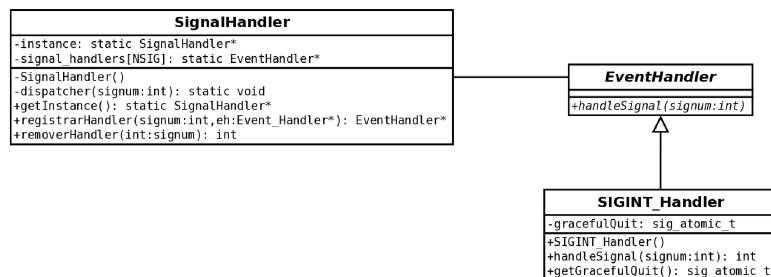 SignalHandler
-instance: static SignalHandler*
-signal_handlers[NSIG]: static EventHandler*
-SignalHandler()
-dispatcher(signum:int): static void
+getInstance(): static SignalHandler*
+registrarHandler(signum:int,eh:Event_Handler*): EventHandler*
+removerHandler(int:signum): int
EventHandler
+handleSignal(signum:int)
SIGINT_Handler
-gracefulQuit: sig_atomic_t
+SIGINT_Handler()
+handleSignal(signum:int): int
+getGracefulQuit(): sig_atomic_t